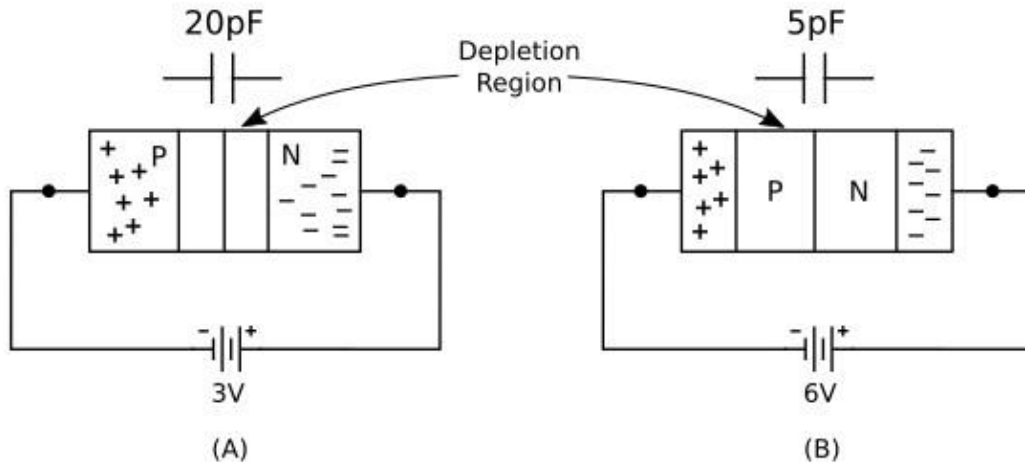 20pF
5pF
Depletion
Region
P
N
P
N
- +
- +
3V
6V
(A)
(B)